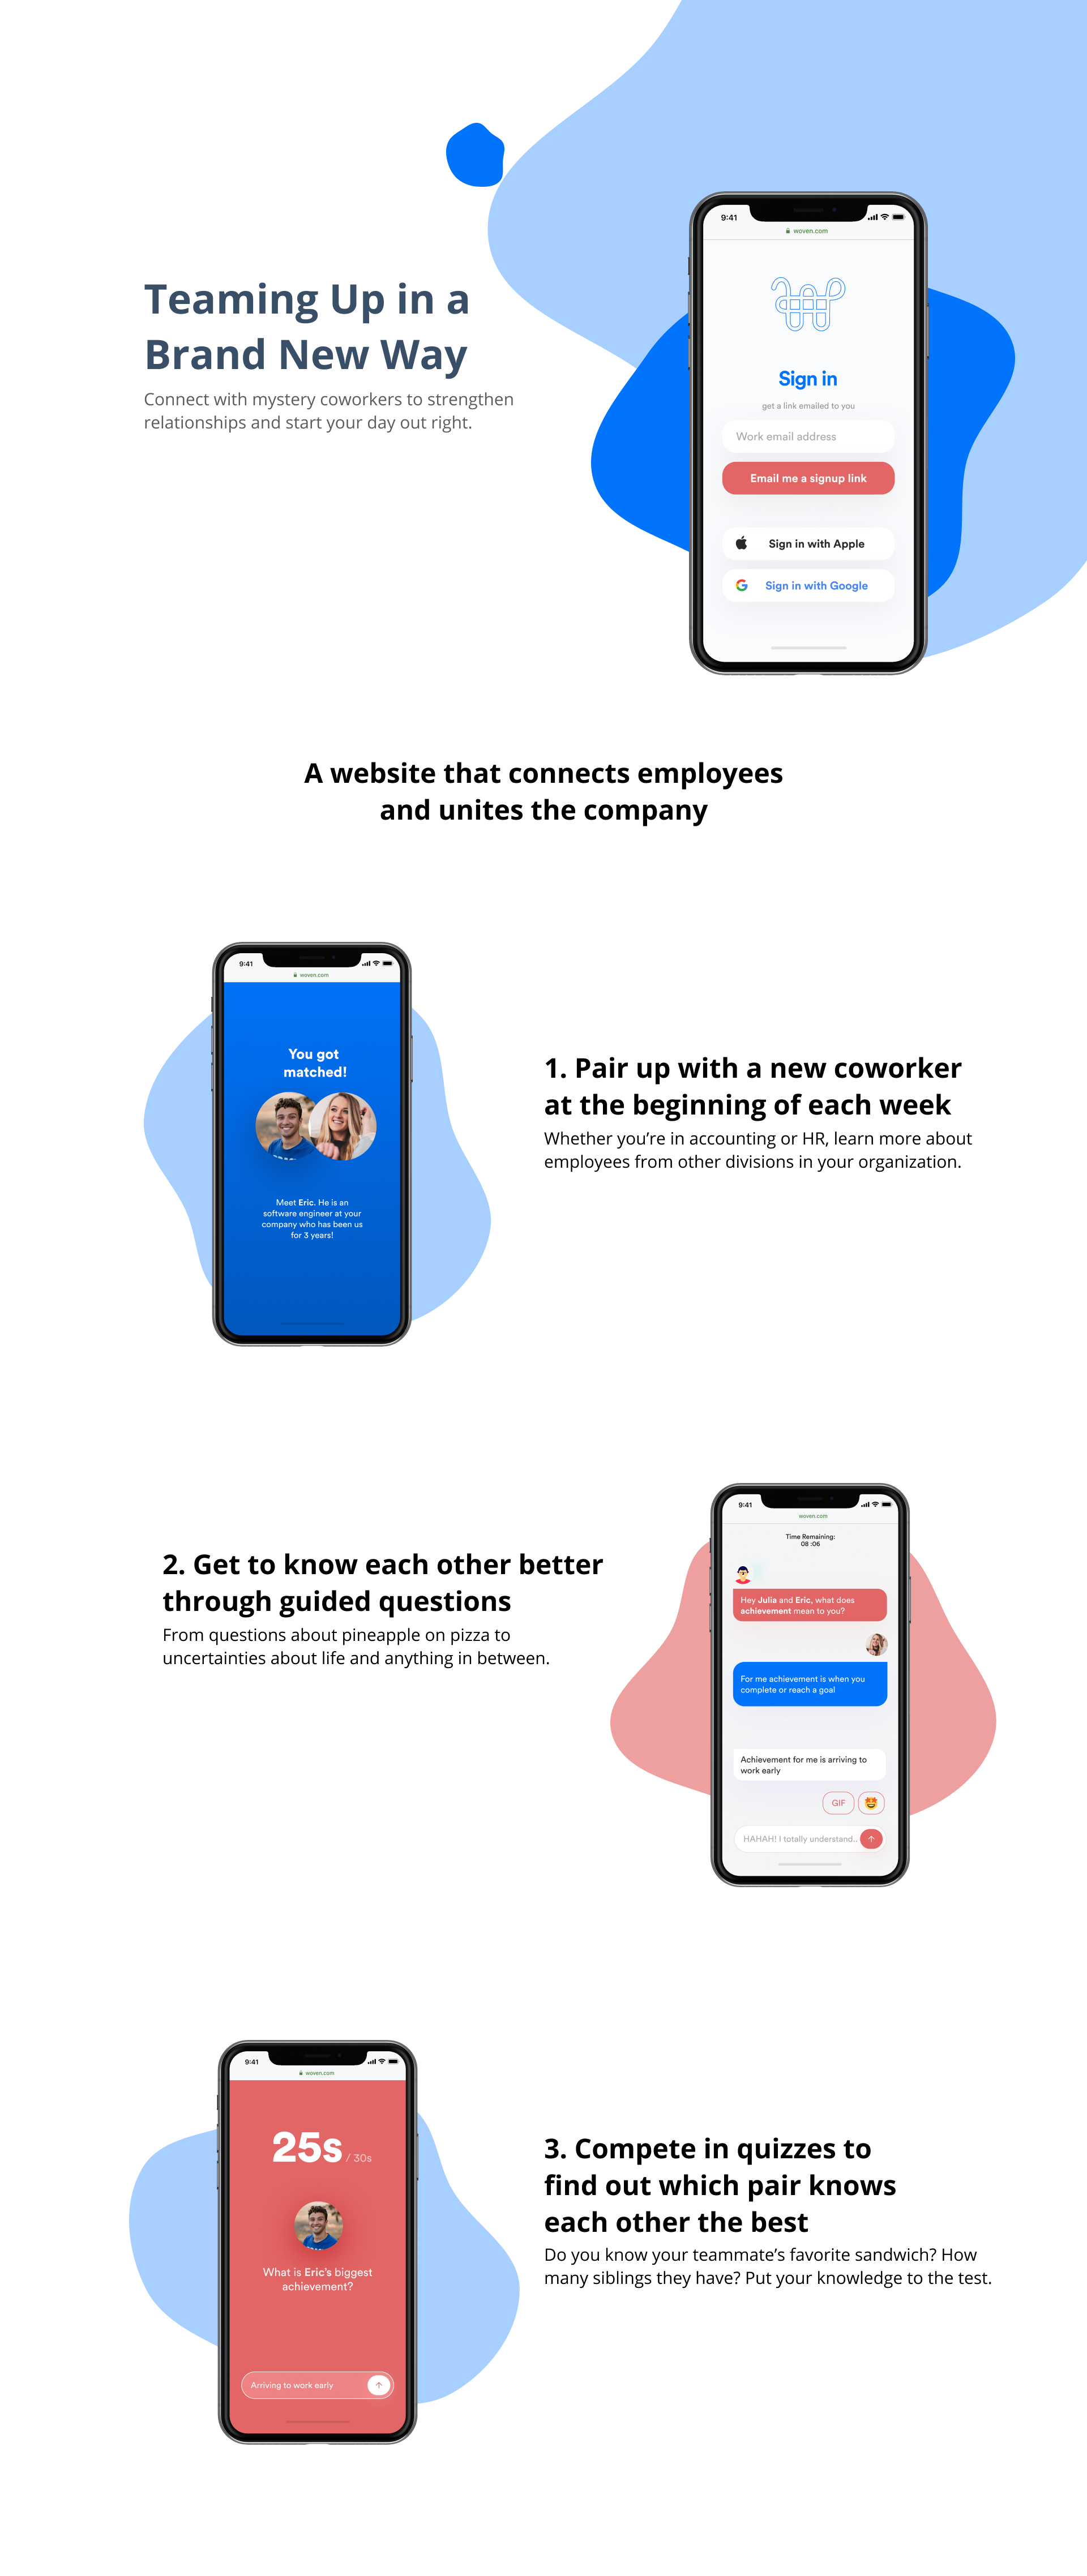 Teaming Up in a
Brand New Way
Connect with mystery coworkers to strengthen
relationships and start your day out right.
9:41
woven.com
Sign in
get a link emailed to you
Work email address
Email me a signup link
Sign in with Apple
Sign in with Google
A website that connects employees
and unites the company
9:41
woven.com
You got
matched!
Meet Eric. He is an
software engineer at your
company who has been us
for 3 years!
1. Pair up with a new coworker
at the beginning of each week
Whether you’re in accounting or HR, learn more about
employees from other divisions in your organization.
2. Get to know each other better
through guided questions
From questions about pineapple on pizza to
uncertainties about life and anything in between.
9:41
woven.com
Time Remaining:
08 :06
Hey Julia and Eric, what does
achievement mean to you?
For me achievement is when you
complete or reach a goal
Achievement for me is arriving to
work early
GIF
HAHAH! I totally understand..
9:41
woven.com
25s / 30s
What is Eric's biggest
achievement?
Arriving to work early
3. Compete in quizzes to
find out which pair knows
each other the best
Do you know your teammate’s favorite sandwich? How
many siblings they have? Put your knowledge to the test.